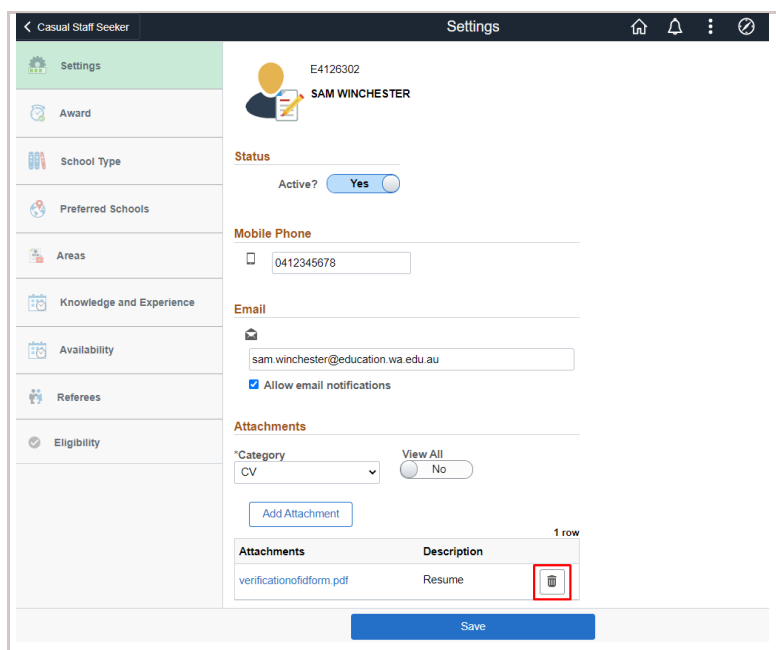 Casual Staff Seeker
Settings
Settings
Award
School Type
Preferred Schools
Areas
Knowledge and Experience
Availability
Referees
Eligibility
E4126302
SAM WINCHESTER
Status
Active? Yes
Mobile Phone
0412345678
Email
sam.winchester@education.wa.edu.au
Allow email notifications
Attachments
*Category View All
CV No
Add Attachment
1 row
Attachments Description
verificationofidform.pdf Resume
Save